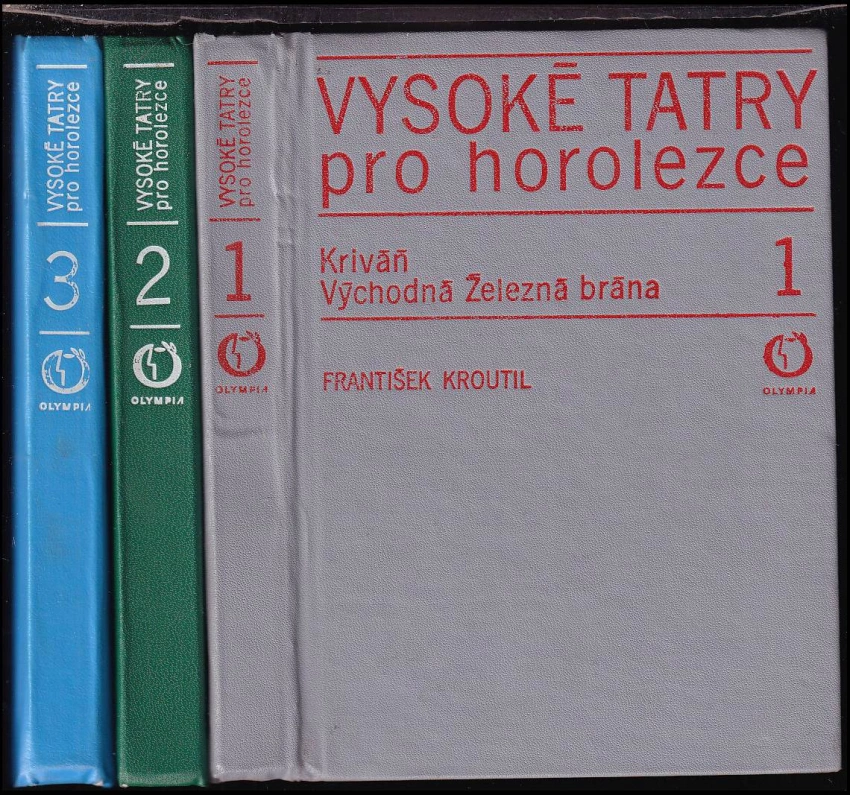 VYSOKÉ TATRY
pro horolezce
3
OLYMPIA
VYSOKÉ TATRY
pro horolezce
2
OLYMPIA
VYSOKÉ TATRY
pro horolezce
1
OLYMPIA
VYSOKÉ TATRY
pro horolezce
Kriváň
Východná Železná brána
1
OLYMPIA
FRANTIŠEK KROUTIL